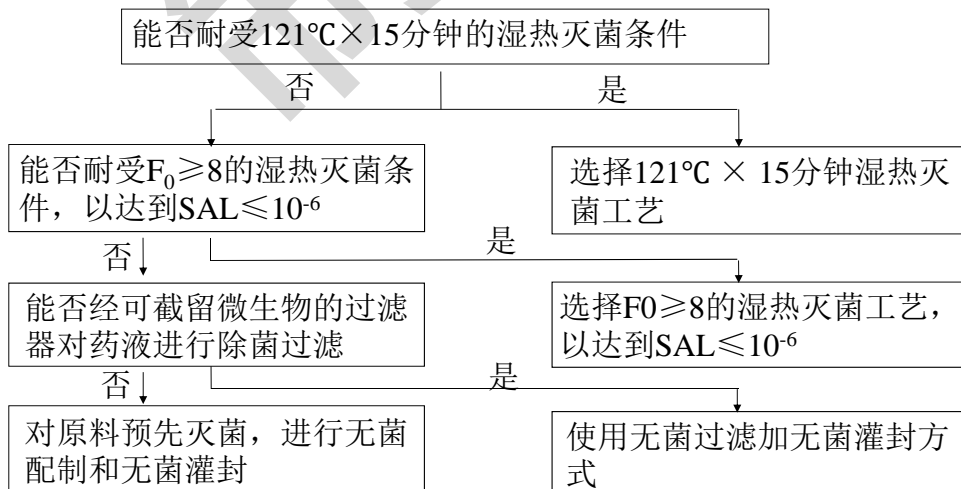 能否耐受121℃×15分钟的湿热灭菌条件
否
是
能否耐受F₀≥8的湿热灭菌条
件，以达到SAL≤10⁻⁶
选择121℃ × 15分钟湿热灭
菌工艺
否
是
能否经可截留微生物的过滤
器对药液进行除菌过滤
选择F0≥8的湿热灭菌工艺，
以达到SAL≤10⁻⁶
否
是
对原料预先灭菌，进行无菌
配制和无菌灌封
使用无菌过滤加无菌灌封方
式